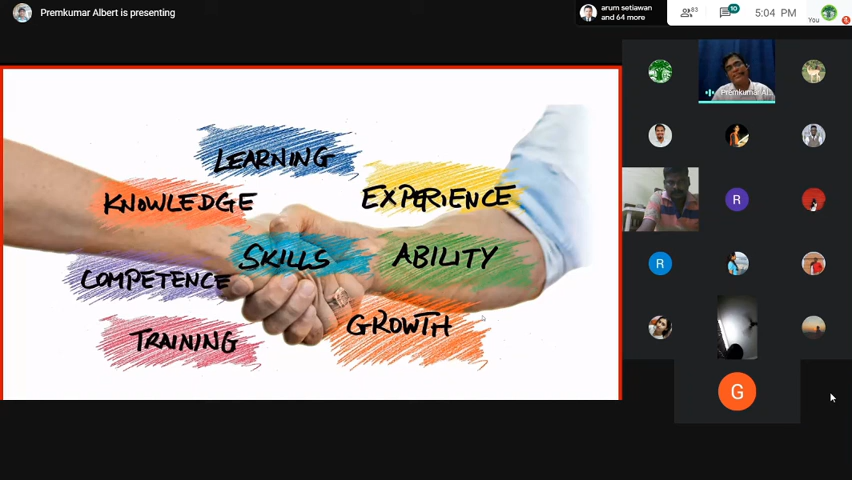 Premkumar Albert is presenting
arum setiawan
and 64 more
83
10
5:04 PM
You
Premkumar Al...
LEARNING
KNOWLEDGE
EXPERIENCE
SKILLS
ABILITY
COMPETENCE
GROWTH
TRAINING
R
R
G